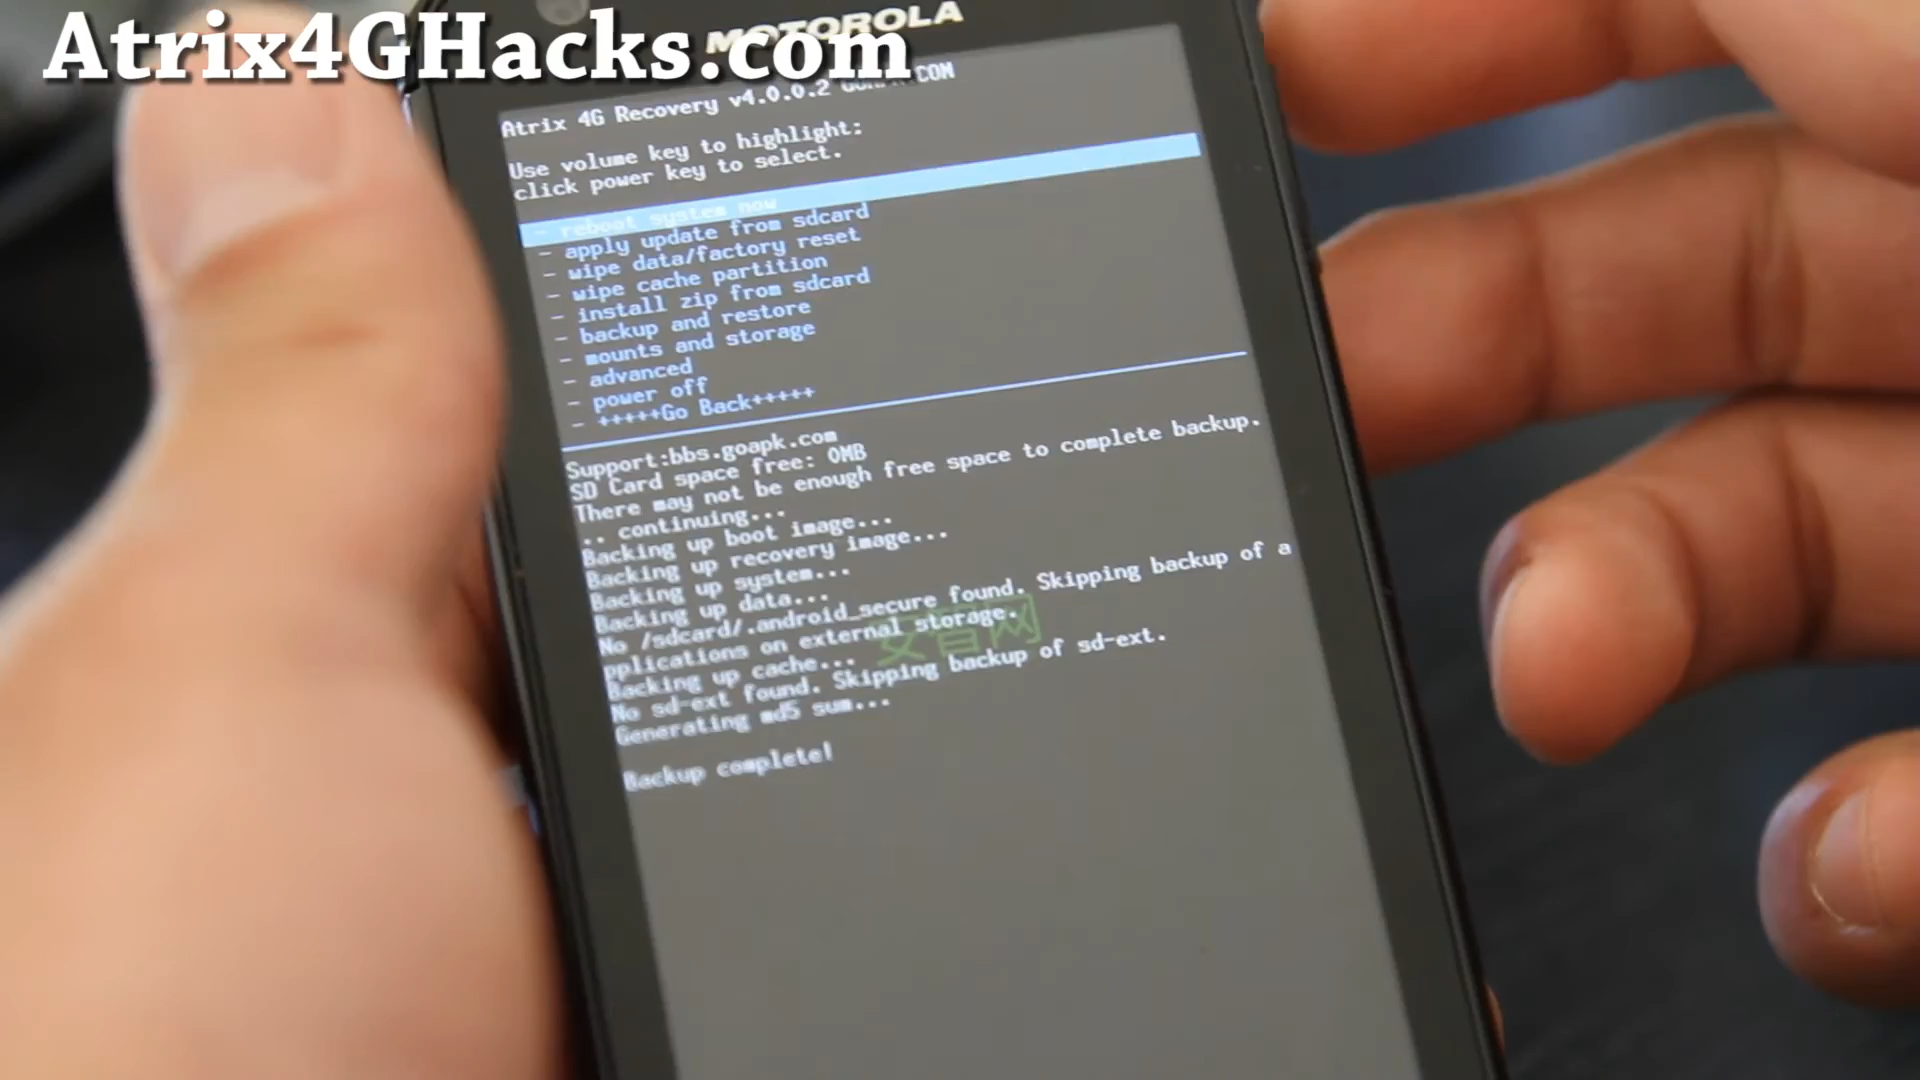 Atrix4GHacks.com
MOTOROLA
Atrix 4G Recovery v4.0.0.2
Use volume key to highlight;
click power key to select.
- reboot system now
- apply update from sdcard
- wipe data/factory reset
- wipe cache partition
- install zip from sdcard
- backup and restore
- mounts and storage
- advanced
- power off
- +++++Go Back+++++
Support:bbs.goapk.com
SD Card space free: 0MB
There may not be enough free space to complete backup.
.. continuing...
Backing up boot image...
Backing up recovery image...
Backing up system...
Backing up data...
No /sdcard/.android_secure found. Skipping backup of a
pplications on external storage.
安智网
Backing up cache...
No sd-ext found. Skipping backup of sd-ext.
Generating md5 sum...
Backup complete!